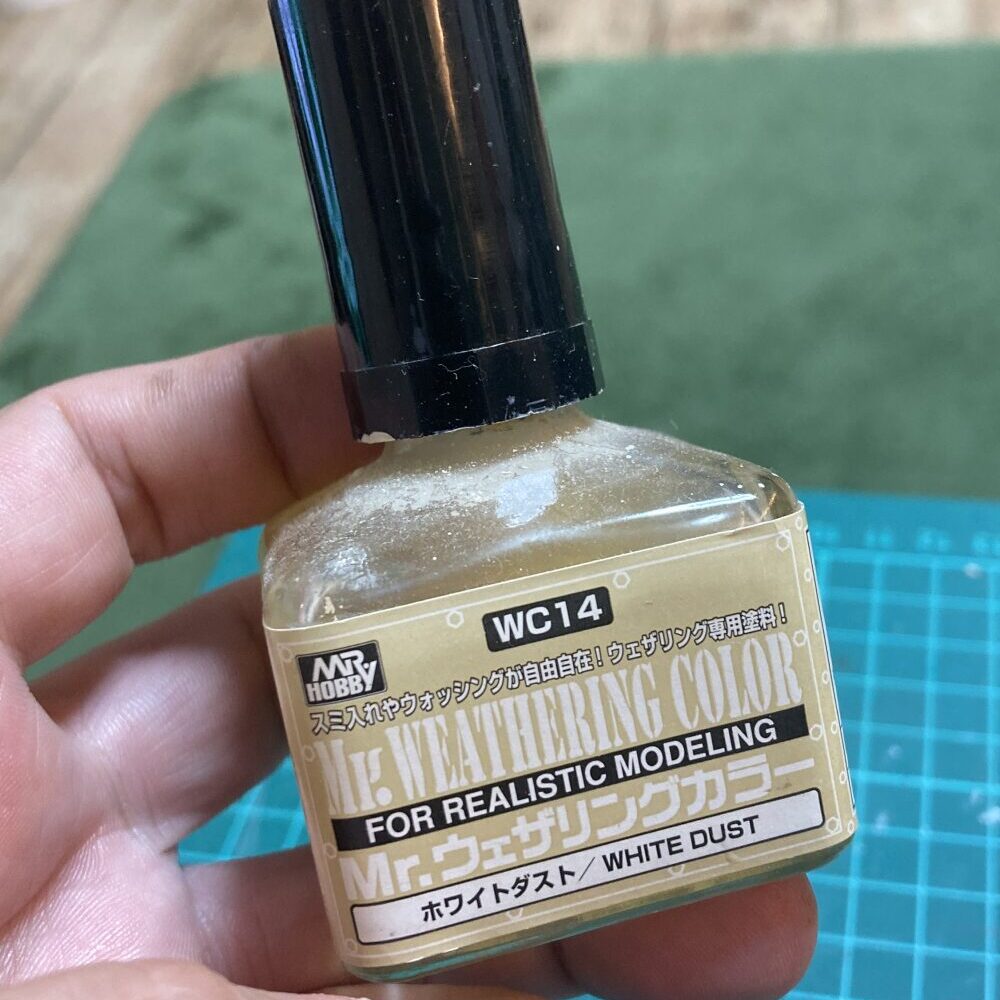 WC14
MR HOBBY
スミ入れやウォッシングが自由自在！ウェザリング専用塗料！
Mr.WEATHERING COLOR
FOR REALISTIC MODELING
Mr.ウェザリングカラー
ホワイトダスト／WHITE DUST